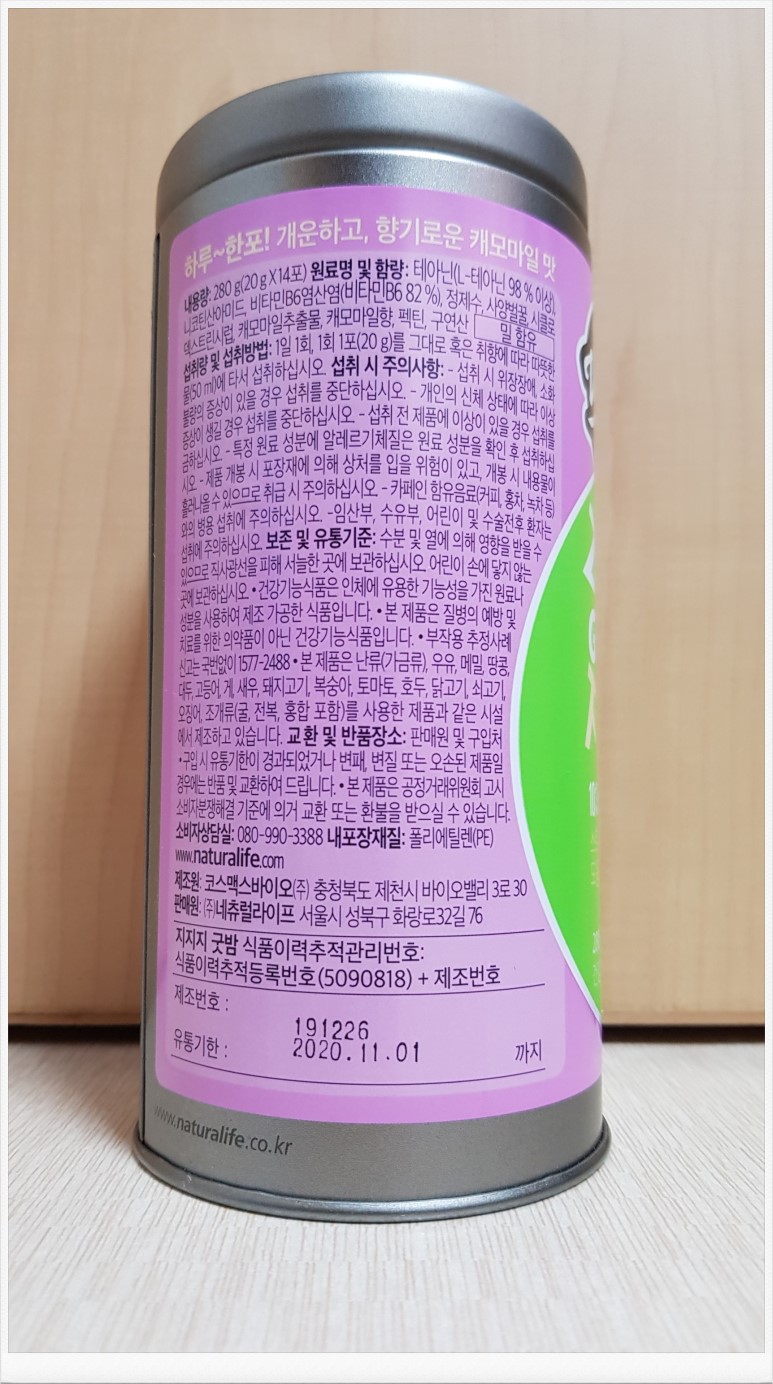 하루~한포! 개운하고, 향기로운 캐모마일 맛
내용량: 280 g(20 g X 14포) 원료명 및 함량: 테아닌(L-테아닌 98 % 이상),
니코틴산아미드, 비타민B6염산염(비타민B6 82 %), 정제수, 사양벌꿀, 시클로
덱스트린시럽, 캐모마일추출물, 캐모마일향, 펙틴, 구연산 밀 함유
섭취량 및 섭취방법: 1일 1회, 1회 1포(20 g)를 그대로 혹은 취향에 따라 따뜻한
물(50 ml)에 타서 섭취하십시오. 섭취 시 주의사항: - 섭취 시 위장장애, 소화
불량의 증상이 있을 경우 섭취를 중단하십시오. - 개인의 신체 상태에 따라 이상
증상이 생길 경우 섭취를 중단하십시오. - 섭취 전 제품에 이상이 있을 경우 섭취를
금하십시오. - 특정 원료 성분에 알레르기체질은 원료 성분을 확인 후 섭취하십
시오. - 제품 개봉 시 포장재에 의해 상처를 입을 위험이 있고, 개봉 시 내용물이
흘러나올 수 있으므로 취급 시 주의하십시오. - 카페인 함유음료(커피, 홍차, 녹차 등)
와의 병용 섭취에 주의하십시오. -임산부, 수유부, 어린이 및 수술전후 환자는
섭취에 주의하십시오. 보존 및 유통기준: 수분 및 열에 의해 영향을 받을 수
있으므로 직사광선을 피해 서늘한 곳에 보관하십시오. 어린이 손에 닿지 않는
곳에 보관하십시오. • 건강기능식품은 인체에 유용한 기능성을 가진 원료나
성분을 사용하여 제조 가공한 식품입니다. • 본 제품은 질병의 예방 및
치료를 위한 의약품이 아닌 건강기능식품입니다. • 부작용 추정사례
신고는 국번없이 1577-2488 • 본 제품은 난류(가금류), 우유, 메밀, 땅콩,
대두, 고등어, 게, 새우, 돼지고기, 복숭아, 토마토, 호두, 닭고기, 쇠고기,
오징어, 조개류(굴, 전복, 홍합 포함)를 사용한 제품과 같은 시설
에서 제조하고 있습니다. 교환 및 반품장소: 판매원 및 구입처
• 구입 시 유통기한이 경과되었거나 변패, 변질 또는 오손된 제품일
경우에는 반품 및 교환하여 드립니다. • 본 제품은 공정거래위원회 고시
소비자분쟁해결 기준에 의거 교환 또는 환불을 받으실 수 있습니다.
소비자상담실: 080-990-3388 내포장재질: 폴리에틸렌(PE)
www.naturalife.com
제조원: 코스맥스바이오㈜ 충청북도 제천시 바이오밸리 3로 30
판매원: ㈜네츄럴라이프 서울시 성북구 화랑로32길 76
지지지 굿밤 식품이력추적관리번호:
식품이력추적등록번호(5090818) + 제조번호
제조번호 : 191226
유통기한 : 2020.11.01 까지
www.naturalife.co.kr